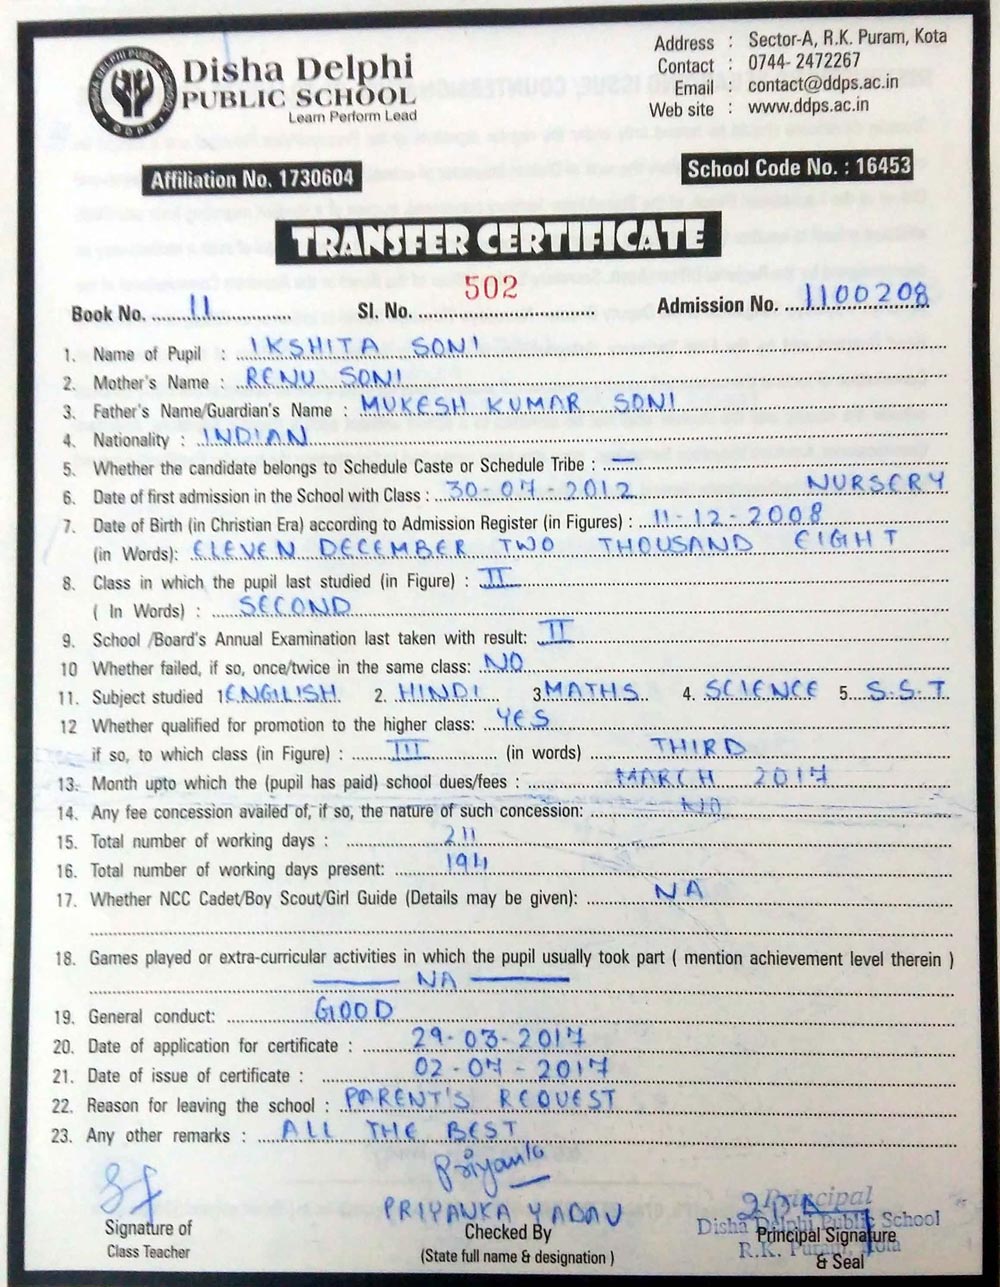 DISHA DELPHI PUBLIC SCHOOL
D D P S
Disha Delphi
PUBLIC SCHOOL
Learn Perform Lead
Address : Sector-A, R.K. Puram, Kota
Contact : 0744- 2472267
Email : contact@ddps.ac.in
Web site : www.ddps.ac.in
Affiliation No. 1730604
School Code No. : 16453
TRANSFER CERTIFICATE
Book No. 11 Sl. No. 502 Admission No. 1100208
1. Name of Pupil : IKSHITA SONI
2. Mother's Name : RENU SONI
3. Father's Name/Guardian's Name : MUKESH KUMAR SONI
4. Nationality : INDIAN
5. Whether the candidate belongs to Schedule Caste or Schedule Tribe : —
6. Date of first admission in the School with Class : 30-07-2012 NURSERY
7. Date of Birth (in Christian Era) according to Admission Register (in Figures) : 11-12-2008
(in Words): ELEVEN DECEMBER TWO THOUSAND EIGHT
8. Class in which the pupil last studied (in Figure) : II
( In Words) : SECOND
9. School /Board's Annual Examination last taken with result: II
10 Whether failed, if so, once/twice in the same class: NO
11. Subject studied 1 ENGLISH 2. HINDI 3. MATHS 4. SCIENCE 5. S.S.T
12 Whether qualified for promotion to the higher class: YES
if so, to which class (in Figure) : III (in words) THIRD
13. Month upto which the (pupil has paid) school dues/fees : MARCH 2017
14. Any fee concession availed of, if so, the nature of such concession: NO
15. Total number of working days : 211
16. Total number of working days present: 194
17. Whether NCC Cadet/Boy Scout/Girl Guide (Details may be given): NA
18. Games played or extra-curricular activities in which the pupil usually took part ( mention achievement level therein )
— NA —
19. General conduct: GOOD
20. Date of application for certificate : 29-03-2017
21. Date of issue of certificate : 02-07-2017
22. Reason for leaving the school : PARENT'S REQUEST
23. Any other remarks : ALL THE BEST
Priyanka
PRIYANKA YADAV
Signature of
Class Teacher
Checked By
(State full name & designation )
Principal
Disha Delphi Public School
R.K. Puram, Kota
Principal Signature
& Seal